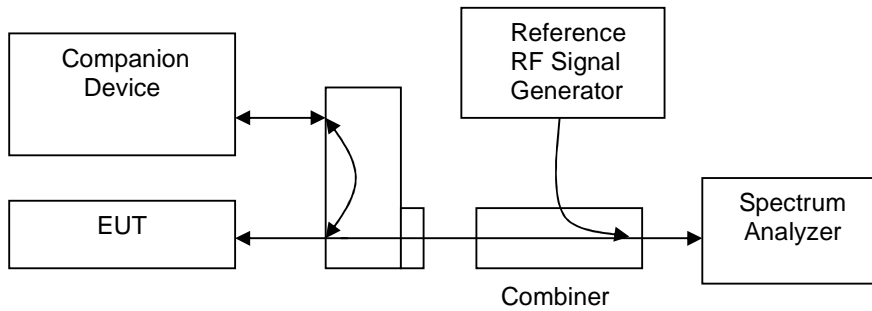 Companion
Device
Reference
RF Signal
Generator
EUT
Spectrum
Analyzer
Combiner